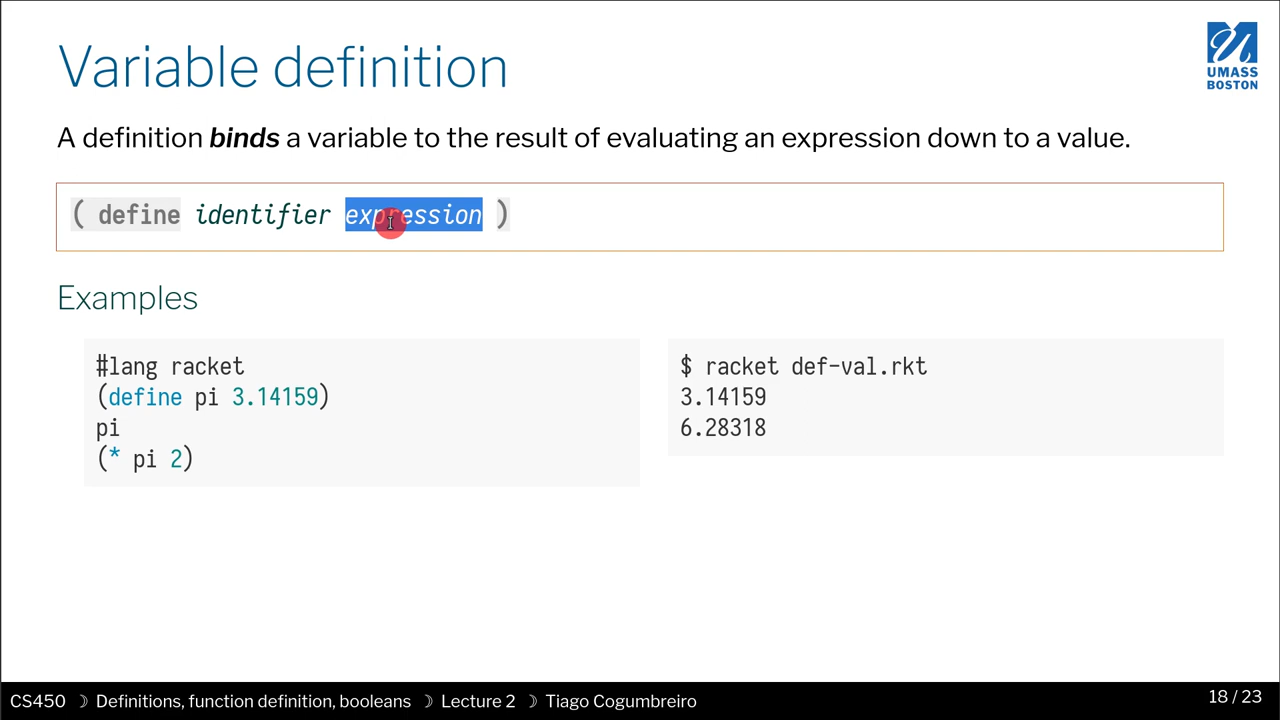 Variable definition
UMASS
BOSTON
A definition binds a variable to the result of evaluating an expression down to a value.
( define identifier expression )
Examples
#lang racket
(define pi 3.14159)
pi
(* pi 2)
$ racket def-val.rkt
3.14159
6.28318
CS450 ☽ Definitions, function definition, booleans ☽ Lecture 2 ☽ Tiago Cogumbreiro
18 / 23